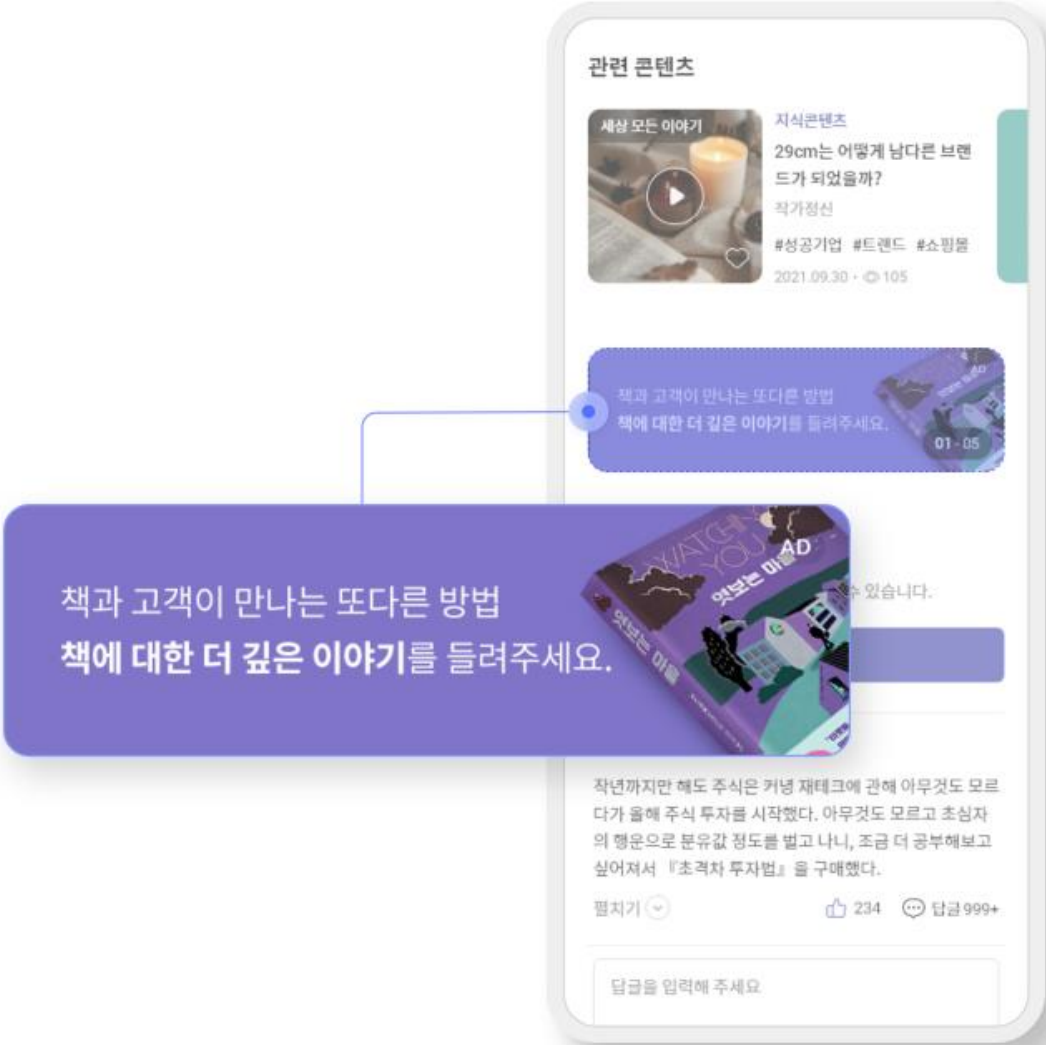 관련 콘텐츠
세상 모든 이야기
지식콘텐츠
29cm는 어떻게 남다른 브랜
드가 되었을까?
작가정신
#성공기업 #트랜드 #쇼핑몰
2021.09.30 • 105
책과 고객이 만나는 또다른 방법
책에 대한 더 깊은 이야기를 들려주세요.
01 - 05
책과 고객이 만나는 또다른 방법
책에 대한 더 깊은 이야기를 들려주세요.
WATCHING
YOU
AD
엿보는 마을
엿보는 마을
수 있습니다.
작년까지만 해도 주식은 커녕 재테크에 관해 아무것도 모르
다가 올해 주식 투자를 시작했다. 아무것도 모르고 초심자
의 행운으로 분유값 정도를 벌고 나니, 조금 더 공부해보고
싶어져서 『초격차 투자법』을 구매했다.
펼치기
234
답글 999+
답글을 입력해 주세요